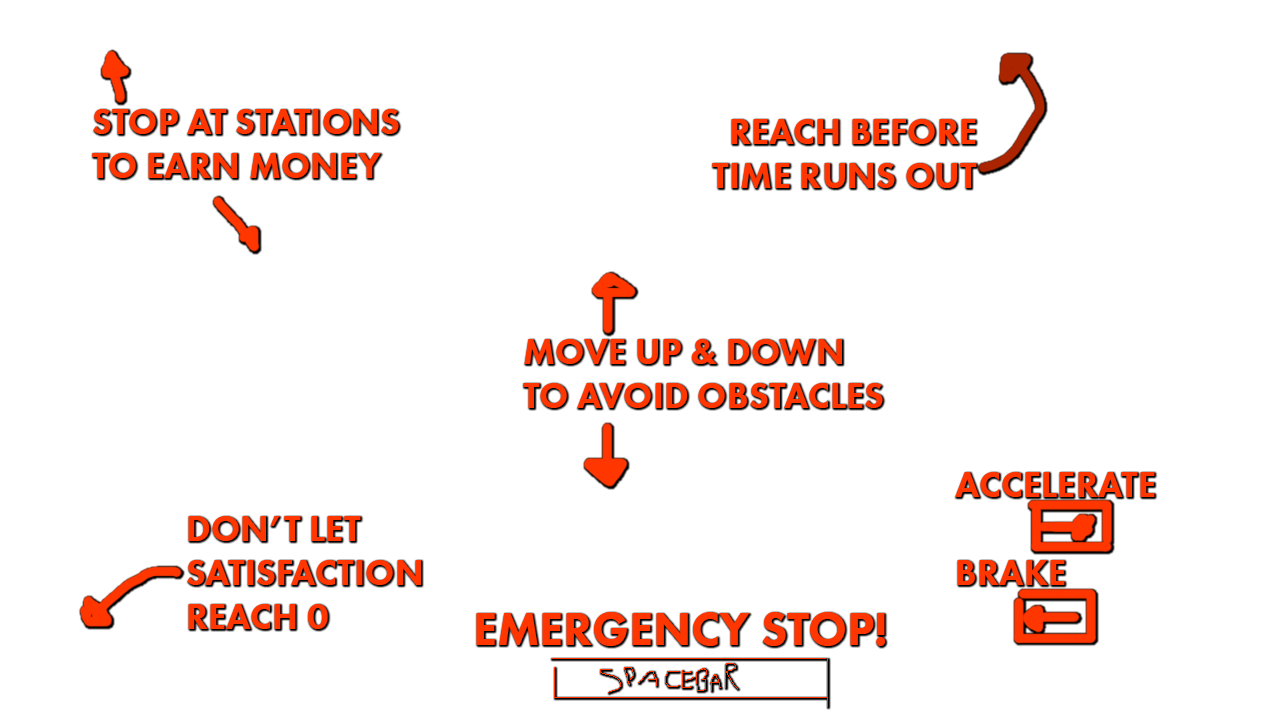 STOP AT STATIONS
TO EARN MONEY
REACH BEFORE
TIME RUNS OUT
MOVE UP & DOWN
TO AVOID OBSTACLES
ACCELERATE
BRAKE
DON'T LET
SATISFACTION
REACH 0
EMERGENCY STOP!
SPACEBAR